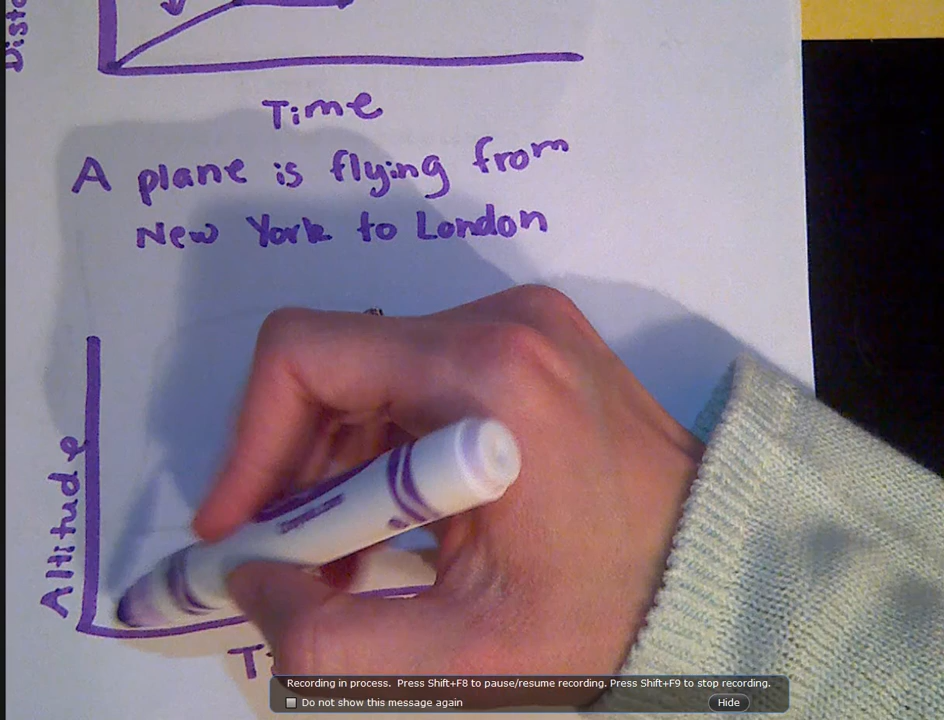 Time
A plane is flying from
New York to London
Altitude
Recording in process. Press Shift+F8 to pause/resume recording. Press Shift+F9 to stop recording.
Do not show this message again
Hide